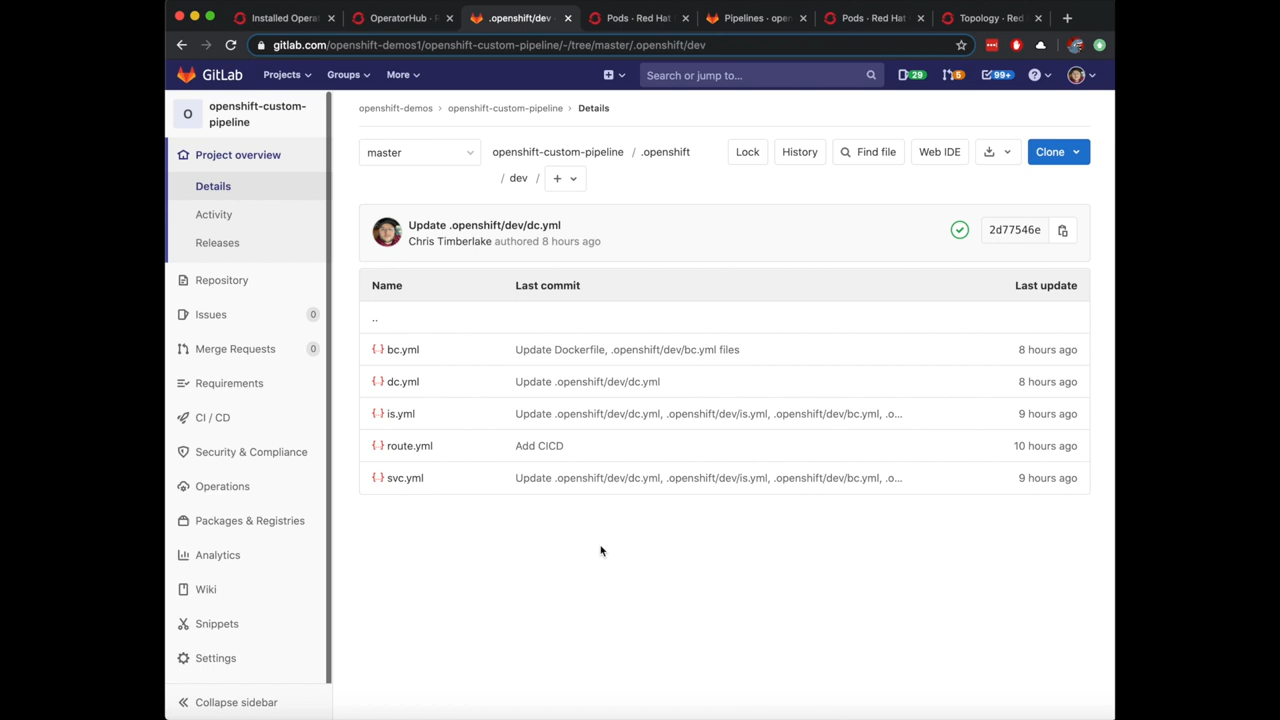 Installed Operat
OperatorHub · R
.openshift/dev
Pods · Red Hat
Pipelines · open
Pods · Red Hat
Topology · Red
gitlab.com/openshift-demos1/openshift-custom-pipeline/-/tree/master/.openshift/dev
GitLab
Projects
Groups
More
Search or jump to...
29
5
99+
O
openshift-custom-
pipeline
Project overview
Details
Activity
Releases
Repository
Issues 0
Merge Requests 0
Requirements
CI / CD
Security & Compliance
Operations
Packages & Registries
Analytics
Wiki
Snippets
Settings
Collapse sidebar
openshift-demos > openshift-custom-pipeline > Details
master
openshift-custom-pipeline / .openshift
/ dev / +
Lock
History
Find file
Web IDE
Clone
Update .openshift/dev/dc.yml
Chris Timberlake authored 8 hours ago
2d77546e
Name Last commit Last update
..
bc.yml Update Dockerfile, .openshift/dev/bc.yml files 8 hours ago
dc.yml Update .openshift/dev/dc.yml 8 hours ago
is.yml Update .openshift/dev/dc.yml, .openshift/dev/is.yml, .openshift/dev/bc.yml, .o... 9 hours ago
route.yml Add CICD 10 hours ago
svc.yml Update .openshift/dev/dc.yml, .openshift/dev/is.yml, .openshift/dev/bc.yml, .o... 9 hours ago